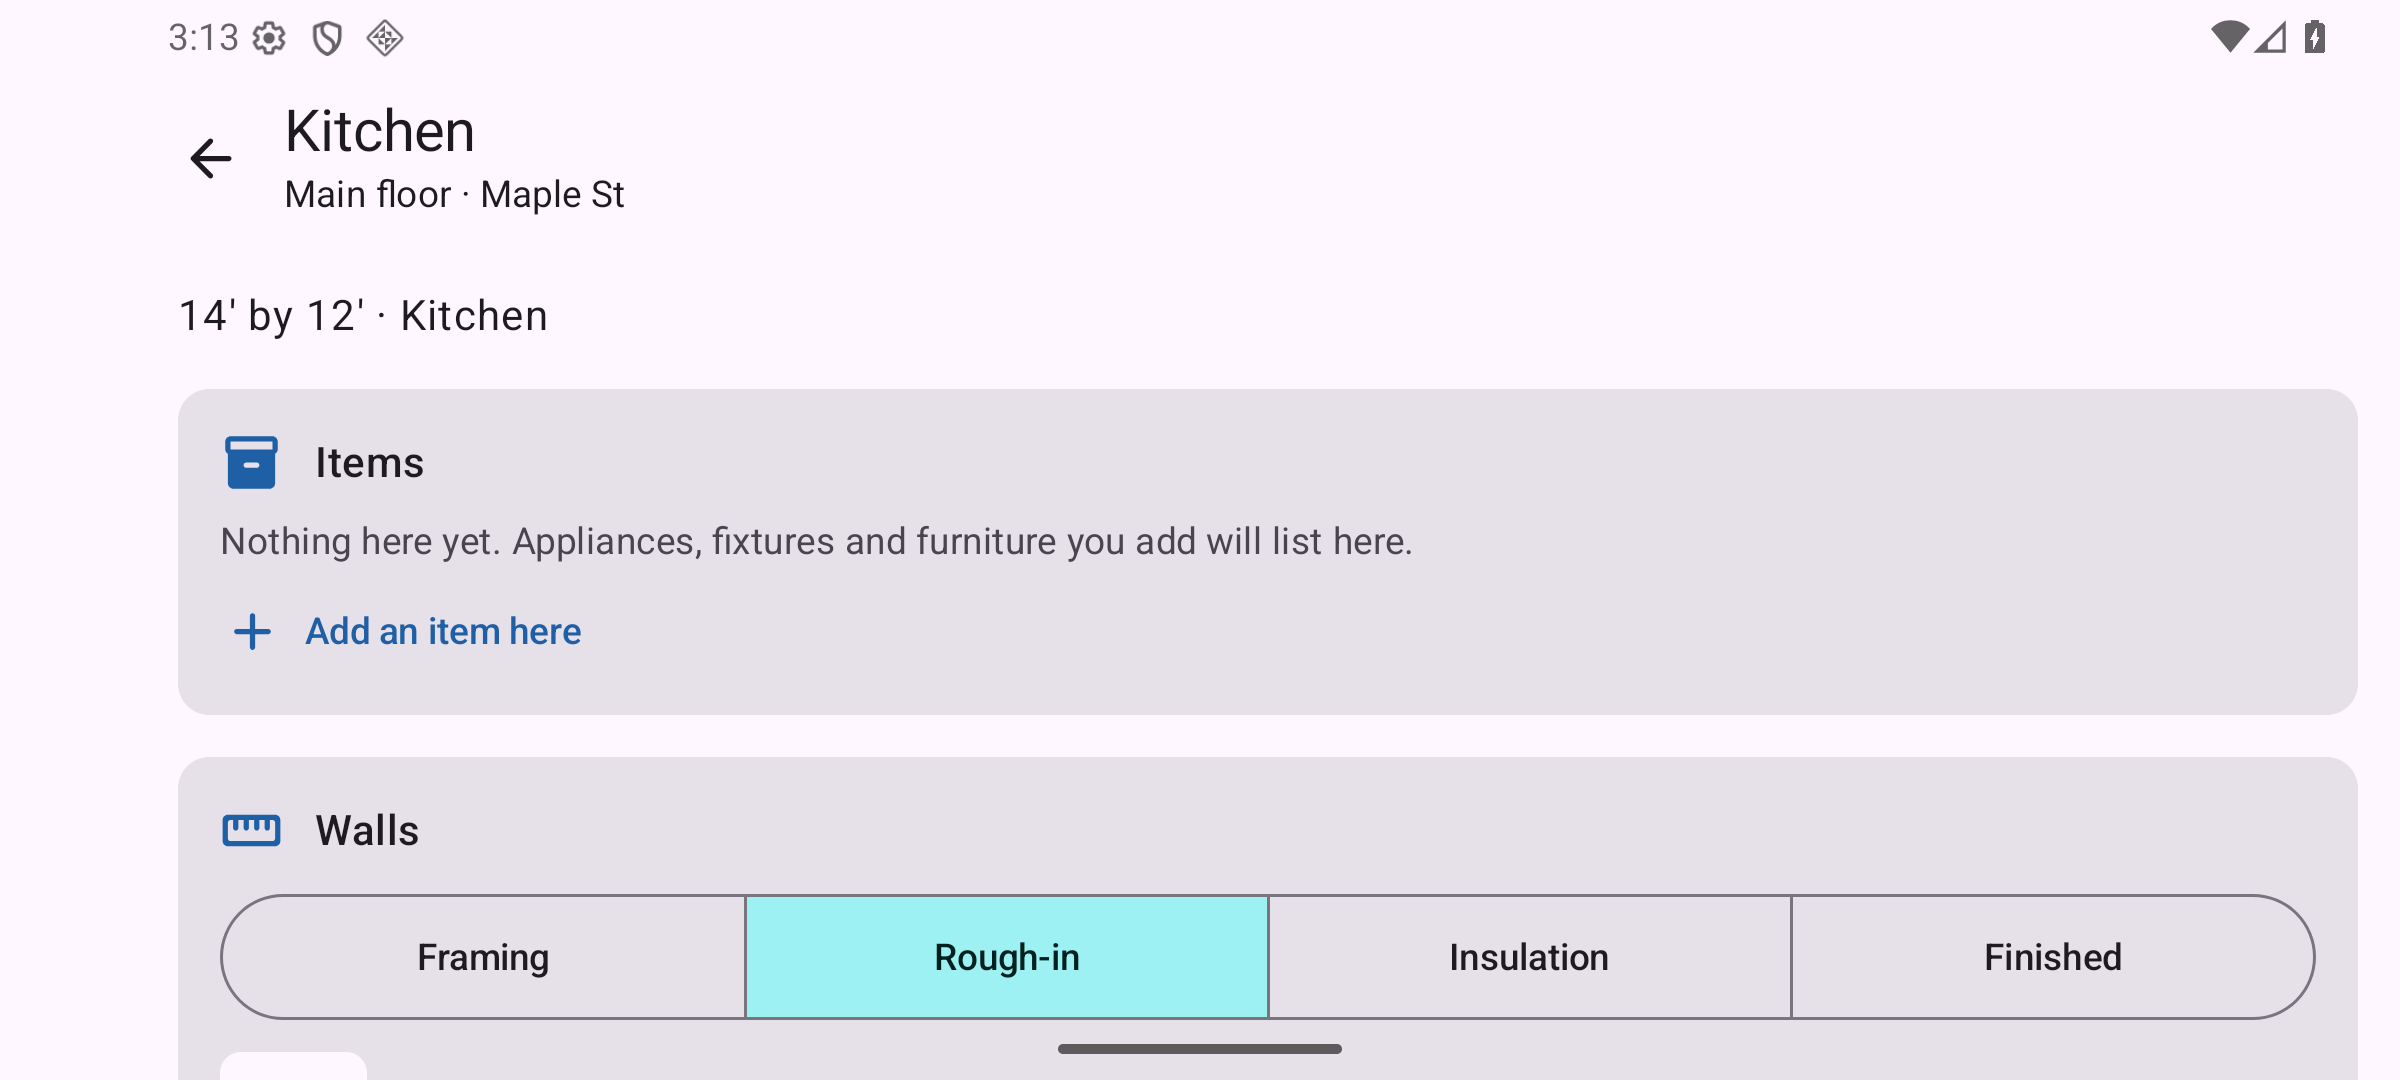 3:13
Kitchen
Main floor · Maple St
14' by 12' · Kitchen
Items
Nothing here yet. Appliances, fixtures and furniture you add will list here.
Add an item here
Walls
Framing
Rough-in
Insulation
Finished